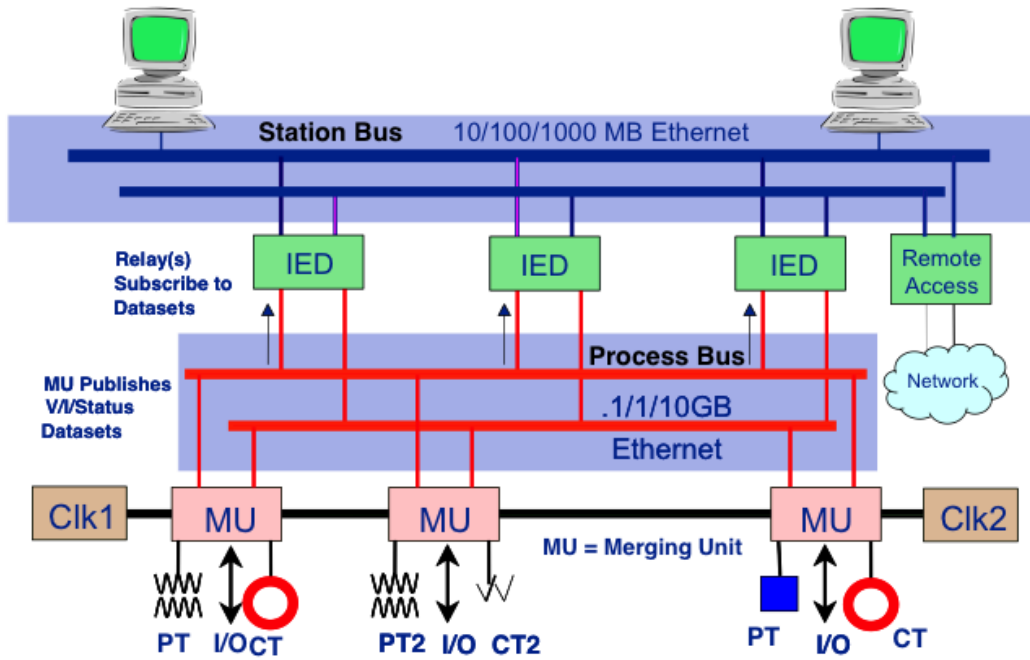 Station Bus 10/100/1000 MB Ethernet
IED
IED
IED
Remote
Access
Relay(s)
Subscribe to
Datasets
Process Bus
Network
MU Publishes
V/I/Status
Datasets
.1/1/10GB
Ethernet
Clk1
MU
MU
MU
Clk2
MU = Merging Unit
PT
I/O
CT
PT2
I/O
CT2
PT
I/O
CT